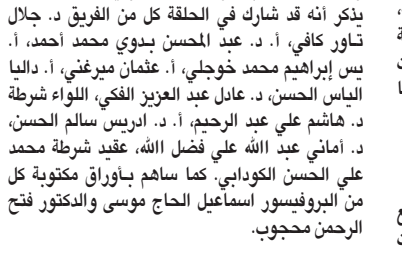 يذكر أنه قد شارك في الحلقة كل من الفريق د. جلال
تاور كافي، أ. د. عبد المحسن بدوي محمد أحمد، أ.
يس إبراهيم محمد خوجلي، أ. عثمان ميرغني، أ. داليا
الياس الحسن، د. عادل عبد العزيز الفكي، اللواء شرطة
د. هاشم علي عبد الرحيم، أ. د. ادريس سالم الحسن،
د. أماني عبد االله علي فضل االله، عقيد شرطة محمد
علي الحسن الكودابي. كما ساهم بأوراق مكتوبة كل
من البروفيسور اسماعيل الحاج موسى والدكتور فتح
الرحمن محجوب.